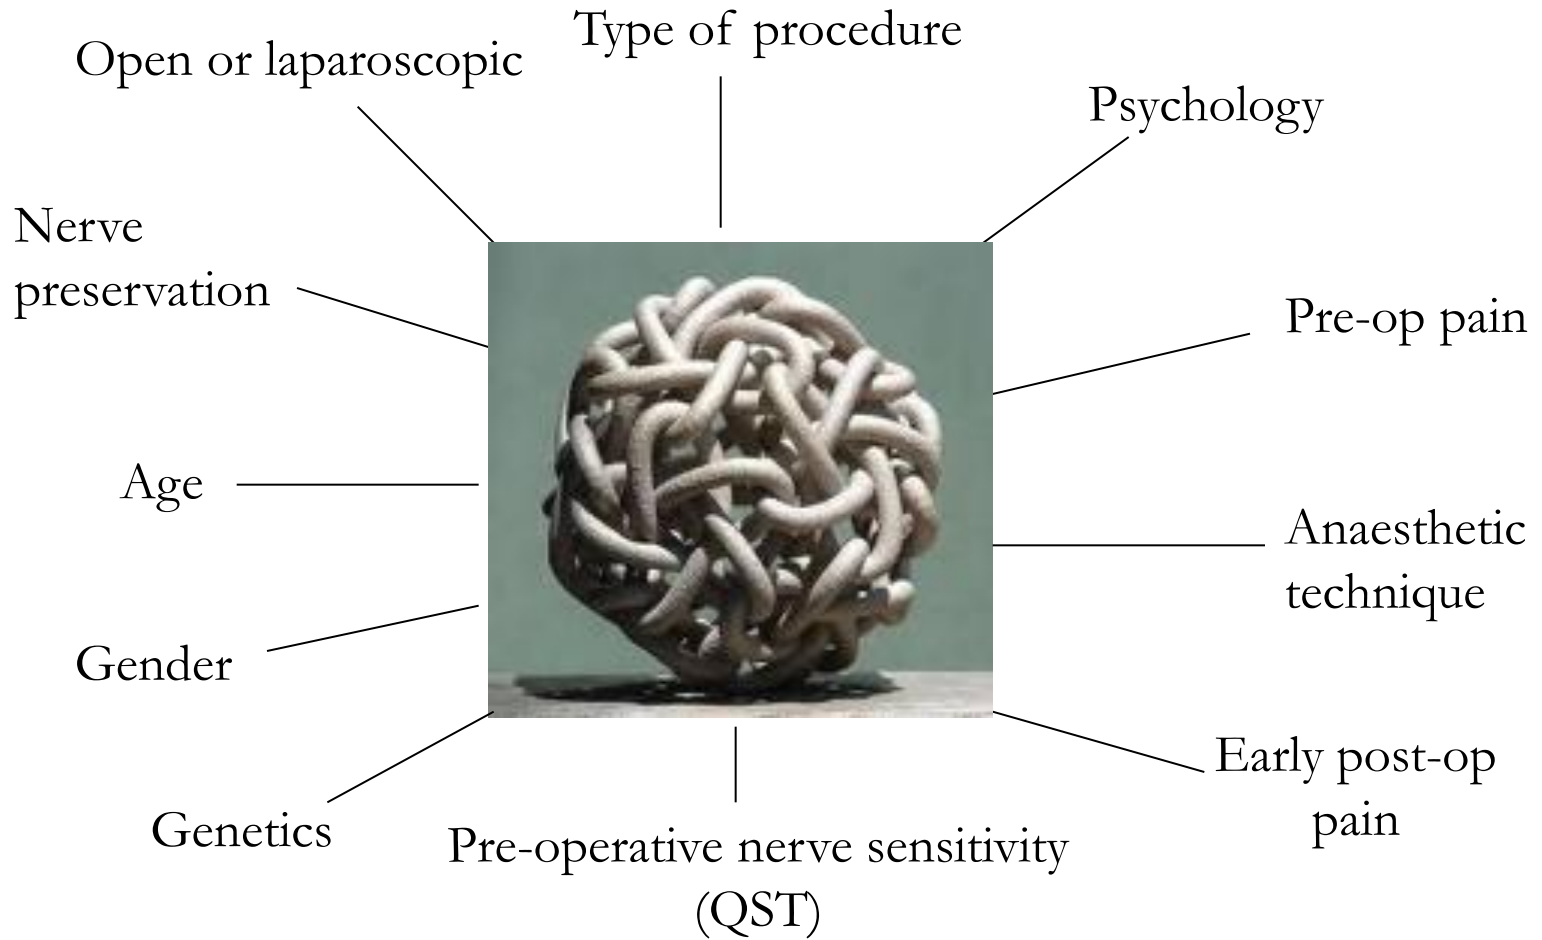 Type of procedure
Open or laparoscopic
Psychology
Nerve
preservation
Pre-op pain
Age
Anaesthetic
technique
Gender
Early post-op
pain
Genetics
Pre-operative nerve sensitivity
(QST)